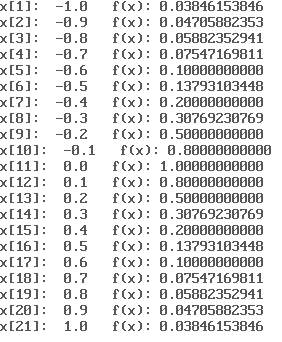 x[1]: -1.0 f(x): 0.03846153846
x[2]: -0.9 f(x): 0.04705882353
x[3]: -0.8 f(x): 0.05882352941
x[4]: -0.7 f(x): 0.07547169811
x[5]: -0.6 f(x): 0.10000000000
x[6]: -0.5 f(x): 0.13793103448
x[7]: -0.4 f(x): 0.20000000000
x[8]: -0.3 f(x): 0.30769230769
x[9]: -0.2 f(x): 0.50000000000
x[10]: -0.1 f(x): 0.80000000000
x[11]: 0.0 f(x): 1.00000000000
x[12]: 0.1 f(x): 0.80000000000
x[13]: 0.2 f(x): 0.50000000000
x[14]: 0.3 f(x): 0.30769230769
x[15]: 0.4 f(x): 0.20000000000
x[16]: 0.5 f(x): 0.13793103448
x[17]: 0.6 f(x): 0.10000000000
x[18]: 0.7 f(x): 0.07547169811
x[19]: 0.8 f(x): 0.05882352941
x[20]: 0.9 f(x): 0.04705882353
x[21]: 1.0 f(x): 0.03846153846